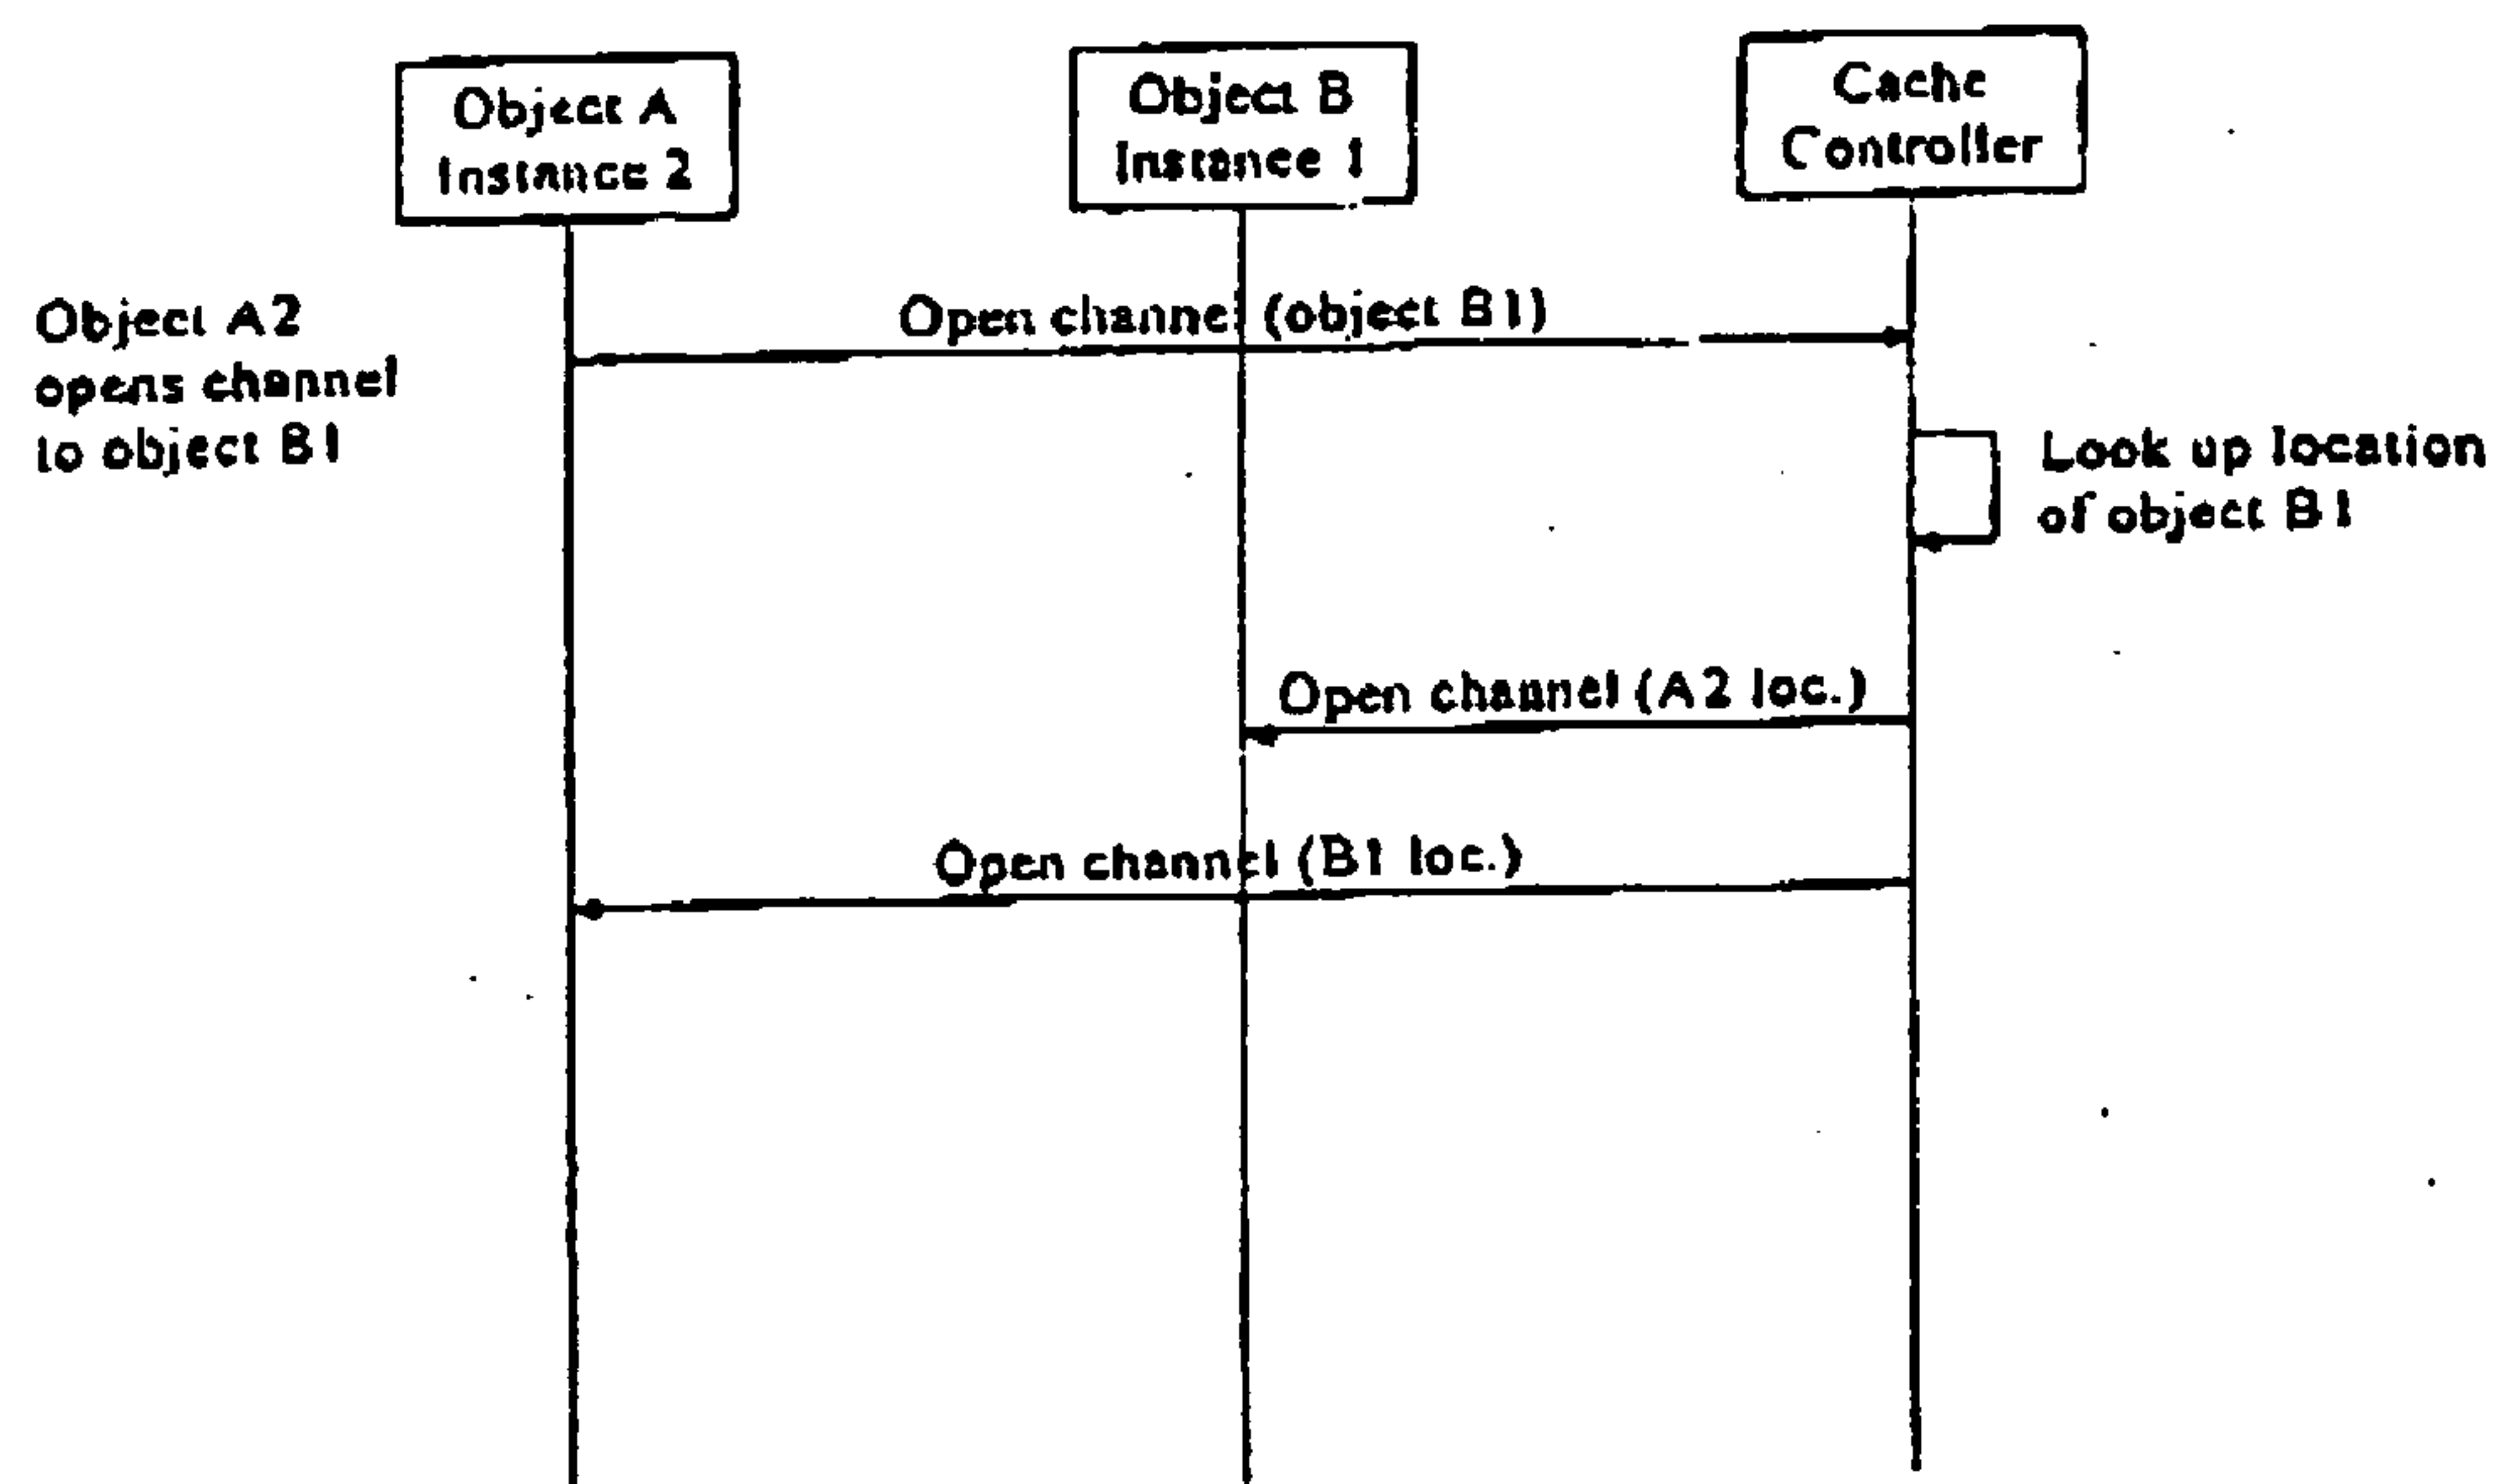 Object A
Instance 2
Object B
Instance 1
Cache
Controller
Object A2
opens channel
to object B1
Open channel (object B1)
Look up location
of object B1
Open channel (A2 loc.)
Open channel (B1 loc.)